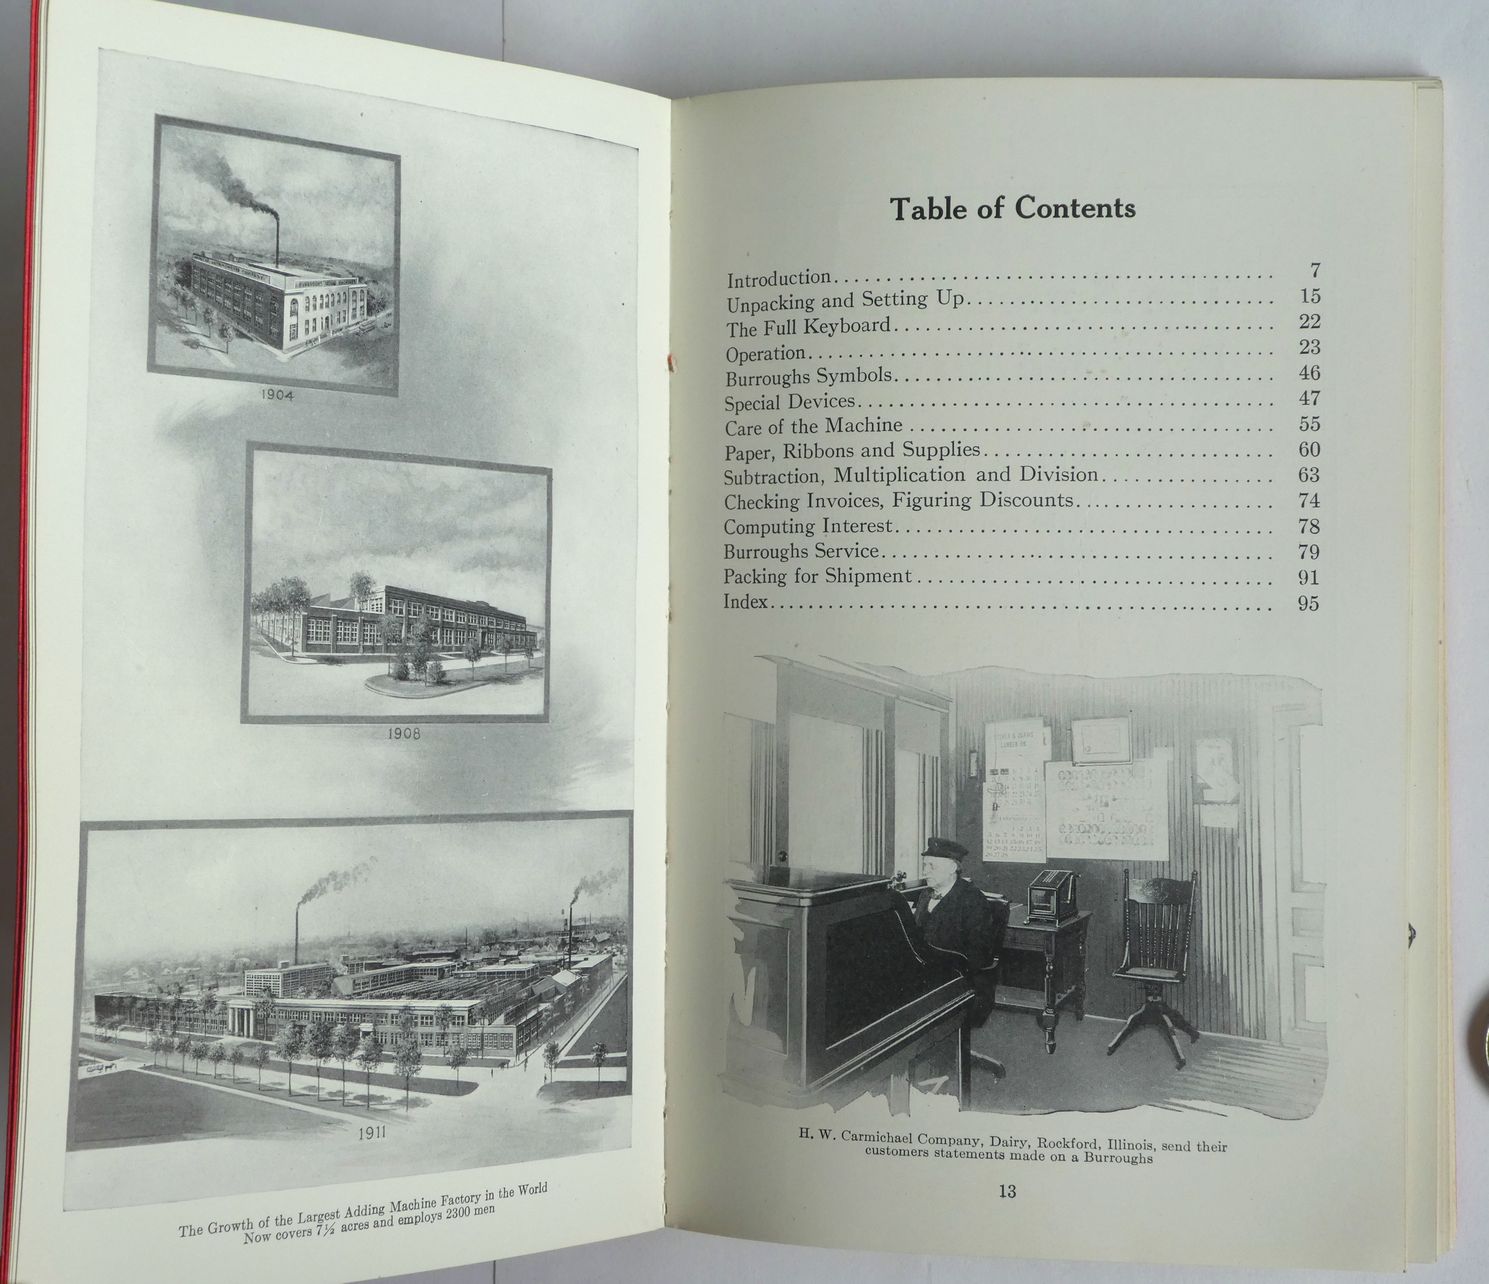 1904
1908
1911
The Growth of the Largest Adding Machine Factory in the World
Now covers 7½ acres and employs 2300 men
Table of Contents
Introduction........................................ 7
Unpacking and Setting Up............................. 15
The Full Keyboard.................................... 22
Operation............................................ 23
Burroughs Symbols.................................... 46
Special Devices...................................... 47
Care of the Machine ................................. 55
Paper, Ribbons and Supplies.......................... 60
Subtraction, Multiplication and Division............. 63
Checking Invoices, Figuring Discounts................ 74
Computing Interest................................... 78
Burroughs Service.................................... 79
Packing for Shipment................................. 91
Index................................................ 95
H. W. Carmichael Company, Dairy, Rockford, Illinois, send their
customers statements made on a Burroughs
13